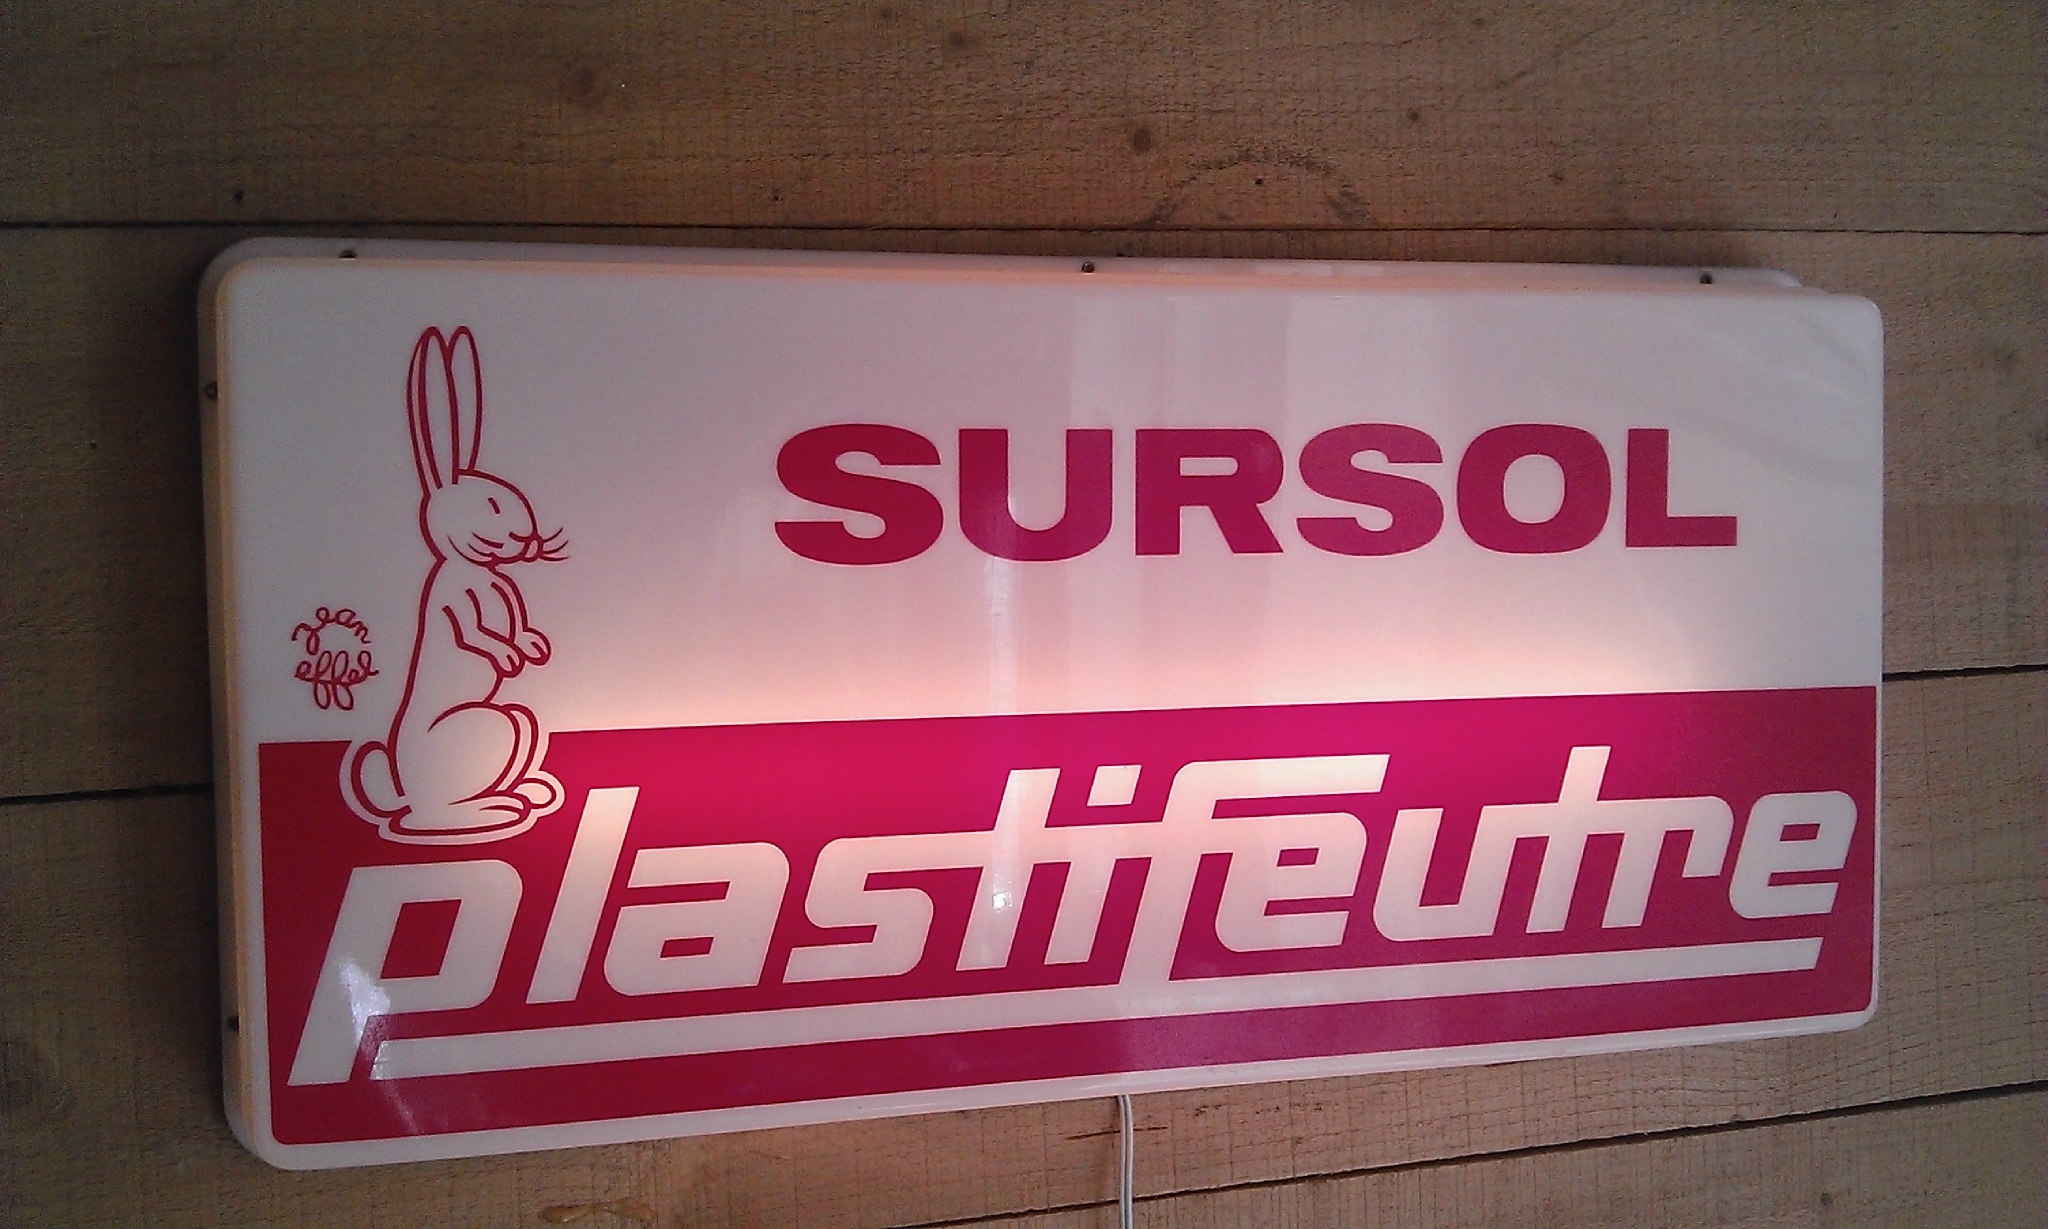 SURSOL
jean
effel
plastifeutre